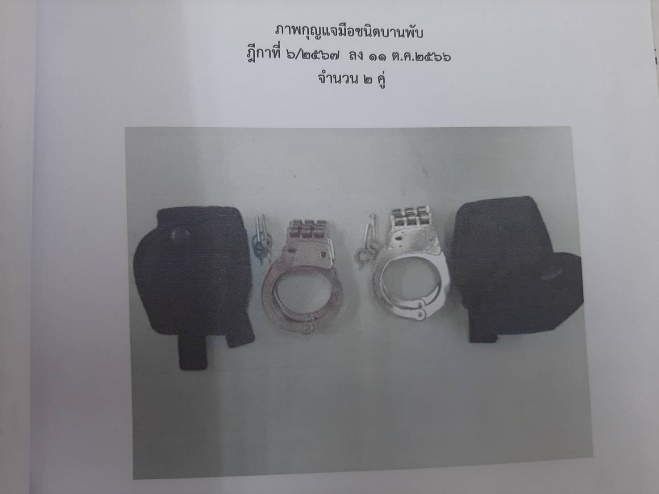 ภาพกุญแจมือชนิดบานพับ
ฎีกาที่ ๖/๒๕๖๗ ลง ๑๑ ต.ค.๒๕๖๖
จำนวน ๒ คู่